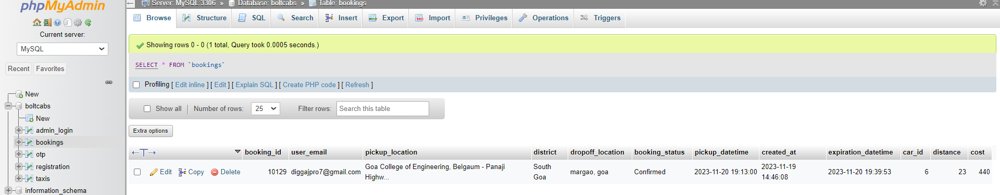 phpMyAdmin
Server: MySQL:3306 » Database: boltcabs » Table: bookings
Browse Structure SQL Search Insert Export Import Privileges Operations Triggers
Current server:
MySQL
Recent Favorites
New
boltcabs
New
admin_login
bookings
otp
registration
taxis
information_schema
Showing rows 0 - 0 (1 total, Query took 0.0005 seconds.)
SELECT * FROM `bookings`
Profiling [ Edit inline ] [ Edit ] [ Explain SQL ] [ Create PHP code ] [ Refresh ]
Show all Number of rows: 25 Filter rows: Search this table
Extra options
booking_id user_email pickup_location district dropoff_location booking_status pickup_datetime created_at expiration_datetime car_id distance cost
Edit Copy Delete 10129 diggajpro7@gmail.com Goa College of Engineering, Belgaum - Panaji
Highw...
South
Goa
margao, goa Confirmed 2023-11-20 19:13:00 2023-11-19
14:46:08
2023-11-20 19:39:53 6 23 440